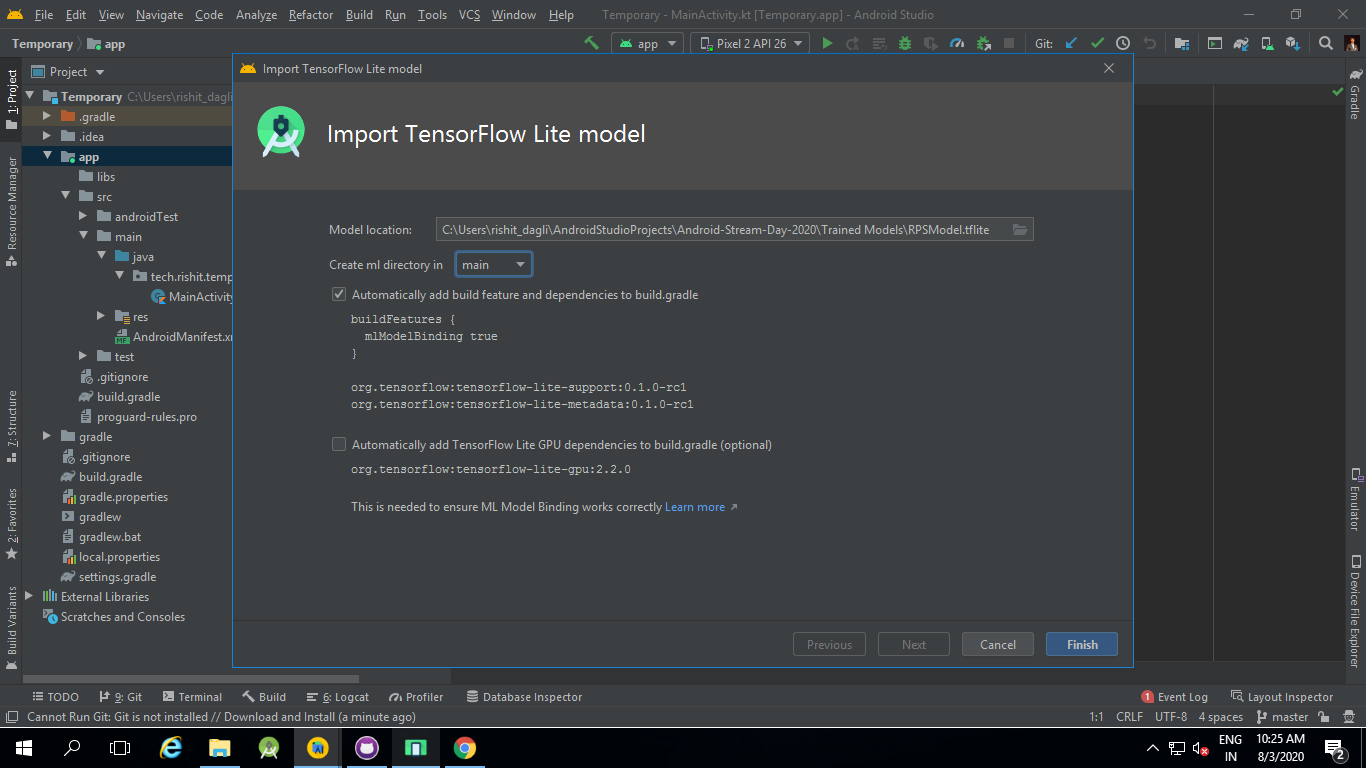 File Edit View Navigate Code Analyze Refactor Build Run Tools VCS Window Help Temporary - MainActivity.kt [Temporary.app] - Android Studio
Temporary app app Pixel 2 API 26 Git:
1: Project
Resource Manager
7: Structure
2: Favorites
Build Variants
Project
Temporary C:\Users\rishit_dagli
.gradle
.idea
app
libs
src
androidTest
main
java
tech.rishit.temp
MainActivity
res
AndroidManifest.x
test
.gitignore
build.gradle
proguard-rules.pro
gradle
.gitignore
build.gradle
gradle.properties
gradlew
gradlew.bat
local.properties
settings.gradle
External Libraries
Scratches and Consoles
Import TensorFlow Lite model
Import TensorFlow Lite model
Model location: C:\Users\rishit_dagli\AndroidStudioProjects\Android-Stream-Day-2020\Trained Models\RPSModel.tflite
Create ml directory in main
Automatically add build feature and dependencies to build.gradle
buildFeatures {
mlModelBinding true
}
org.tensorflow:tensorflow-lite-support:0.1.0-rc1
org.tensorflow:tensorflow-lite-metadata:0.1.0-rc1
Automatically add TensorFlow Lite GPU dependencies to build.gradle (optional)
org.tensorflow:tensorflow-lite-gpu:2.2.0
This is needed to ensure ML Model Binding works correctly Learn more
Previous Next Cancel Finish
Gradle
Emulator
Device File Explorer
TODO 9: Git Terminal Build 6: Logcat Profiler Database Inspector 1 Event Log Layout Inspector
Cannot Run Git: Git is not installed // Download and Install (a minute ago) 1:1 CRLF UTF-8 4 spaces master
ENG
IN
10:25 AM
8/3/2020
2